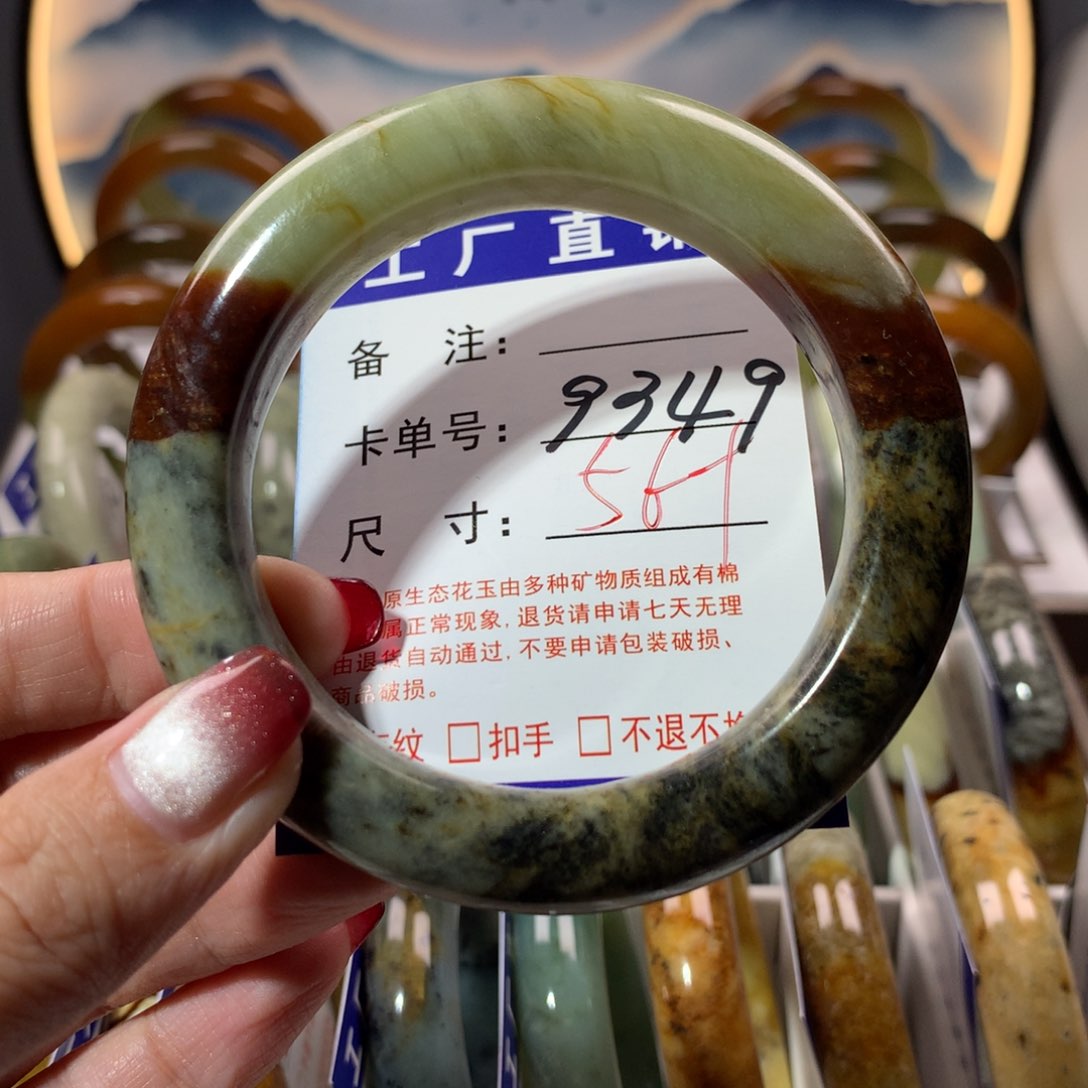 工厂直销
备 注:
卡单号: 9349
尺 寸: 561
原生态花玉由多种矿物质组成有棉
属正常现象,退货请申请七天无理
由退货自动通过,不要申请包装破损、
商品破损。
纹 □扣手 □不退不换